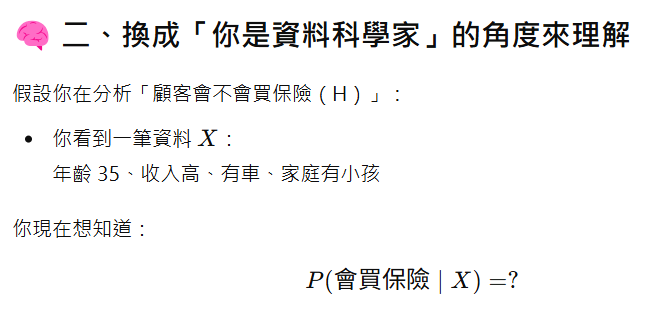 🧠 二、換成「你是資料科學家」的角度來理解
假設你在分析「顧客會不會買保險（H）」：
• 你看到一筆資料 X：
年齡 35、收入高、有車、家庭有小孩
你現在想知道：
P(會買保險 | X) =?